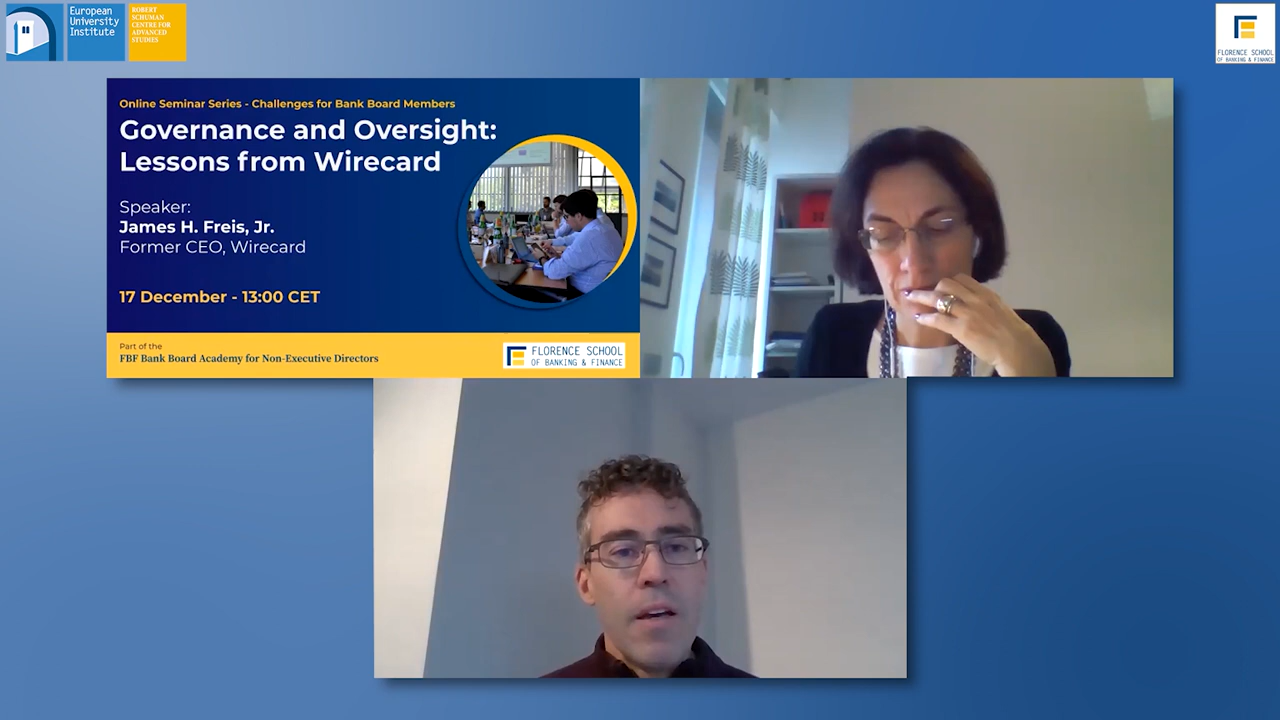 European
University
Institute
ROBERT
SCHUMAN
CENTRE FOR
ADVANCED
STUDIES
FLORENCE SCHOOL
OF BANKING & FINANCE
Online Seminar Series - Challenges for Bank Board Members
Governance and Oversight:
Lessons from Wirecard
Speaker:
James H. Freis, Jr.
Former CEO, Wirecard
17 December - 13:00 CET
Part of the
FBF Bank Board Academy for Non-Executive Directors
FLORENCE SCHOOL
OF BANKING & FINANCE